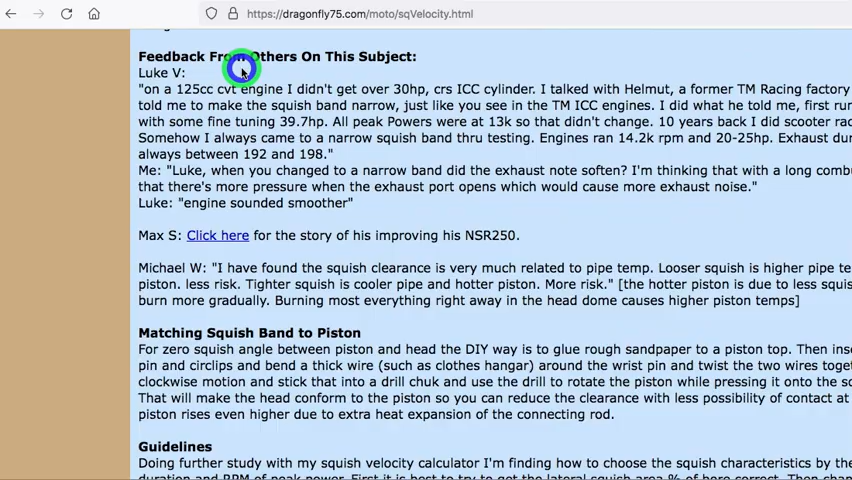 https://dragonfly75.com/moto/sqVelocity.html
Feedback From Others On This Subject:
Luke V:
"on a 125cc cvt engine I didn't get over 30hp, crs ICC cylinder. I talked with Helmut, a former TM Racing factory
told me to make the squish band narrow, just like you see in the TM ICC engines. I did what he told me, first run
with some fine tuning 39.7hp. All peak Powers were at 13k so that didn't change. 10 years back I did scooter
Somehow I always came to a narrow squish band thru testing. Engines ran 14.2k rpm and 20-25hp. Exhaust
always between 192 and 198."
Me: "Luke, when you changed to a narrow band did the exhaust note soften? I'm thinking that with a long
that there's more pressure when the exhaust port opens which would cause more exhaust noise."
Luke: "engine sounded smoother"
Max S: Click here for the story of his improving his NSR250.
Michael W: "I have found the squish clearance is very much related to pipe temp. Looser squish is higher pipe
piston. less risk. Tighter squish is cooler pipe and hotter piston. More risk." [the hotter piston is due to less
burn more gradually. Burning most everything right away in the head dome causes higher piston temps]
Matching Squish Band to Piston
For zero squish angle between piston and head the DIY way is to glue rough sandpaper to a piston top. Then
pin and circlips and bend a thick wire (such as clothes hangar) around the wrist pin and twist the two wires
clockwise motion and stick that into a drill chuk and use the drill to rotate the piston while pressing it onto the
That will make the head conform to the piston so you can reduce the clearance with less possibility of contact at
piston rises even higher due to extra heat expansion of the connecting rod.
Guidelines
Doing further study with my squish velocity calculator I'm finding how to choose the squish characteristics by the